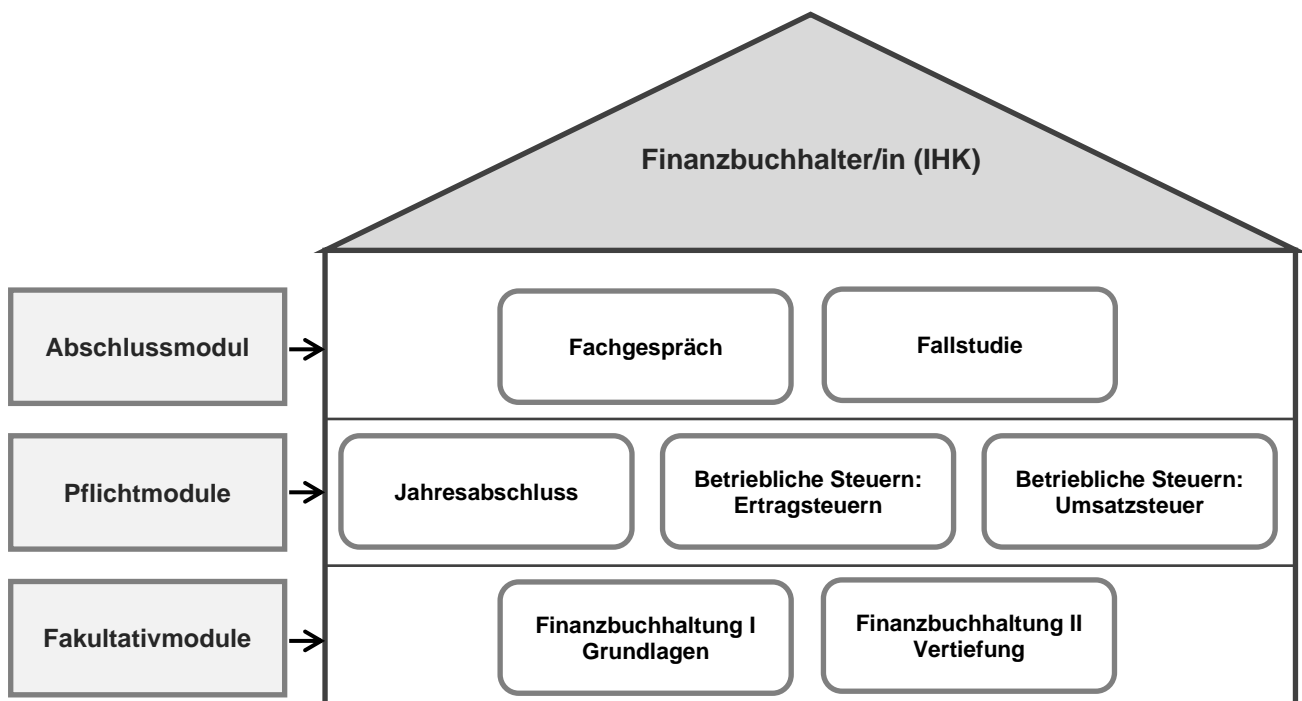 Finanzbuchhalter/in (IHK)
Abschlussmodul
Fachgespräch
Fallstudie
Pflichtmodule
Jahresabschluss
Betriebliche Steuern:
Ertragsteuern
Betriebliche Steuern:
Umsatzsteuer
Fakultativmodule
Finanzbuchhaltung I
Grundlagen
Finanzbuchhaltung II
Vertiefung